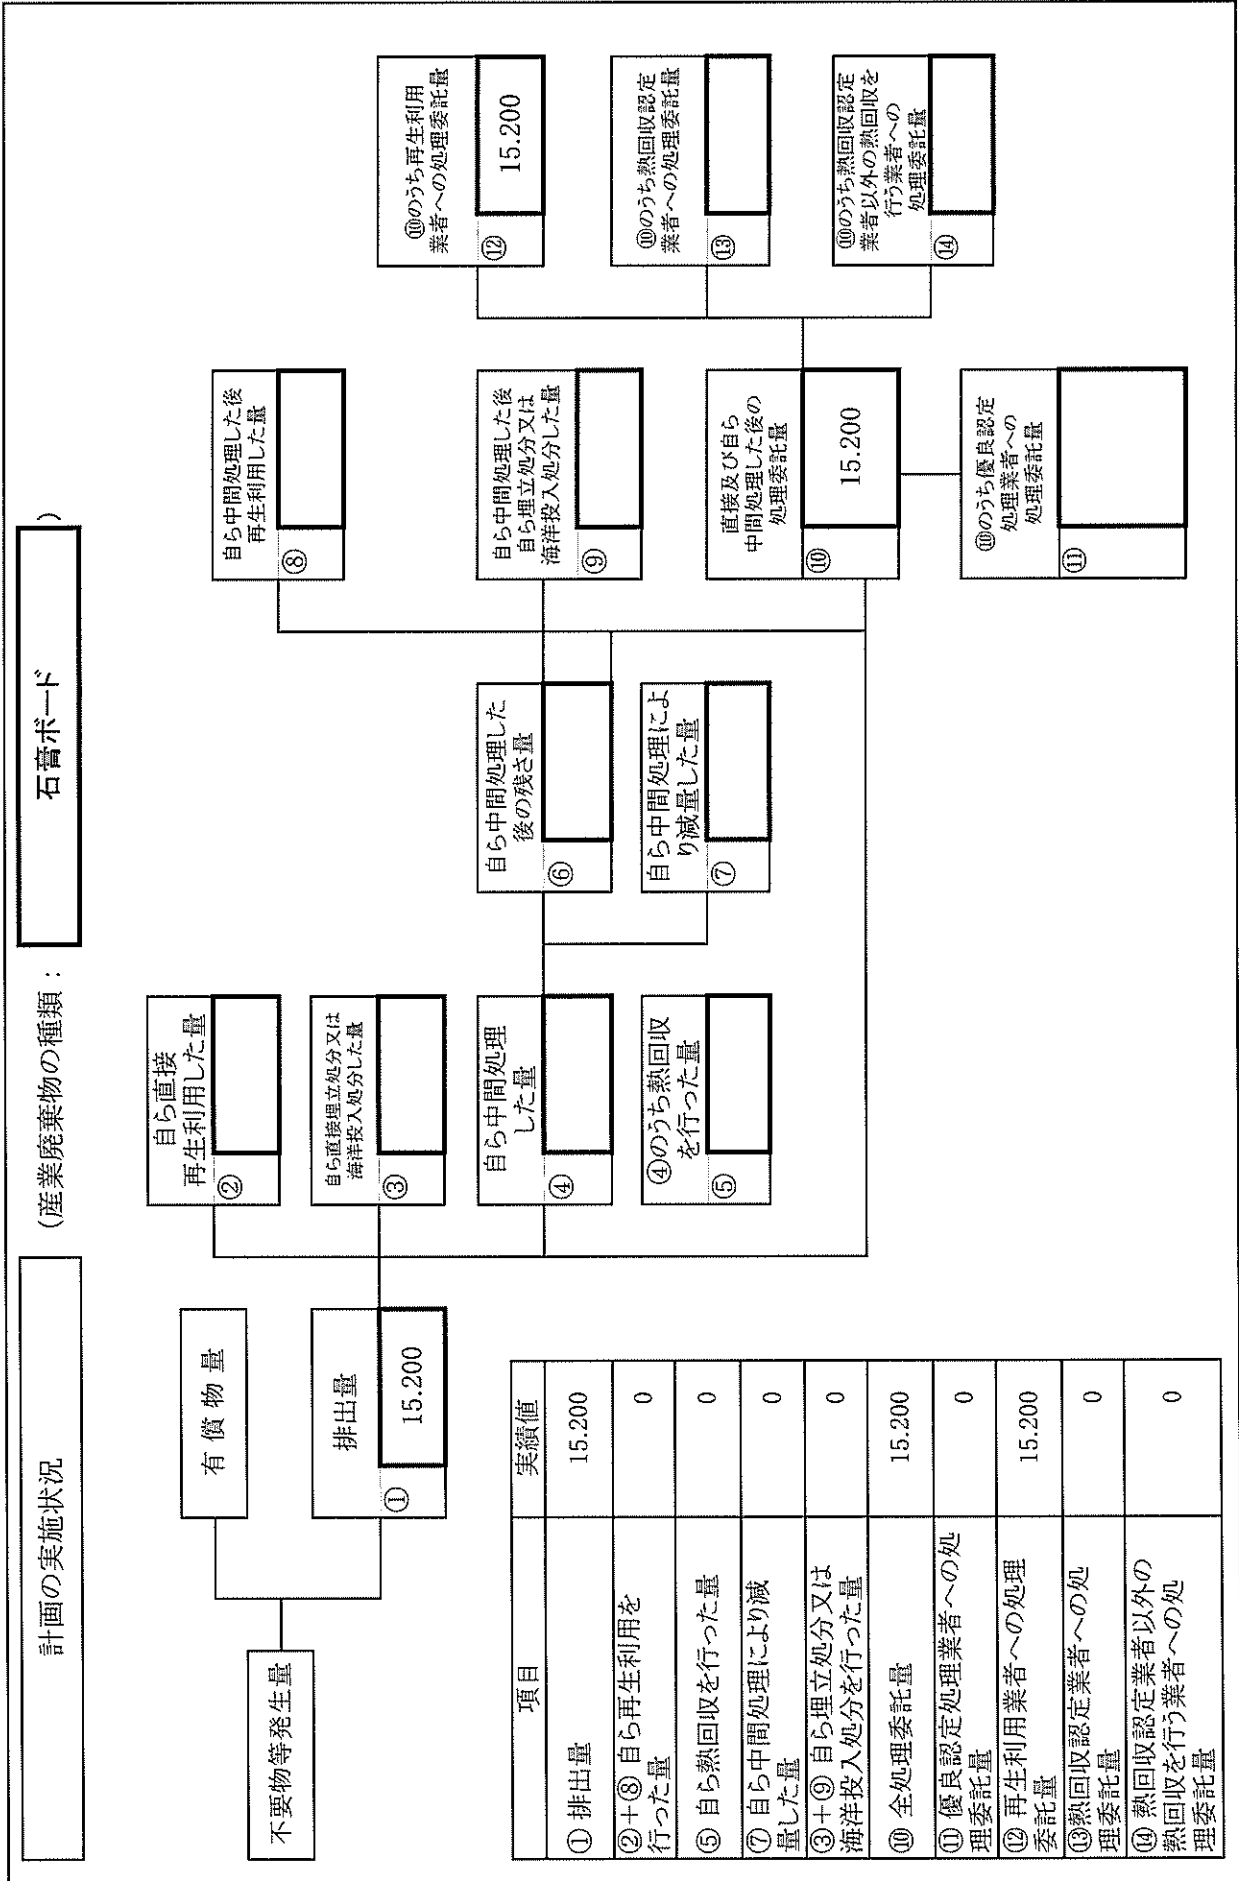 計画の実施状況
(産業廃棄物の種類：
石膏ボード
)
不要物等発生量
有 償 物 量
排出量
①
15.200
自ら直接
再生利用した量
②
自ら直接埋立処分又は
海洋投入処分した量
③
自ら中間処理
した量
④
④のうち熱回収
を行った量
⑤
自ら中間処理した
後の残さ量
⑥
自ら中間処理によ
り減量した量
⑦
自ら中間処理した後
再生利用した量
⑧
自ら中間処理した後
自ら埋立処分又は
海洋投入処分した量
⑨
直接及び自ら
中間処理した後の
処理委託量
⑩
15.200
⑩のうち優良認定
処理業者への
処理委託量
⑪
⑩のうち再生利用
業者への処理委託量
⑫
15.200
⑩のうち熱回収認定
業者への処理委託量
⑬
⑩のうち熱回収認定
業者以外の熱回収を
行う業者への
処理委託量
⑭
項目
実績値
① 排出量
15.200
②＋⑧ 自ら再生利用を
行った量
0
⑤ 自ら熱回収を行った量
0
⑦ 自ら中間処理により減
量した量
0
③＋⑨ 自ら埋立処分又は
海洋投入処分を行った量
0
⑩ 全処理委託量
15.200
⑪ 優良認定処理業者への処
理委託量
0
⑫ 再生利用業者への処理
委託量
15.200
⑬熱回収認定業者への処
理委託量
0
⑭ 熱回収認定業者以外の
熱回収を行う業者への処
理委託量
0